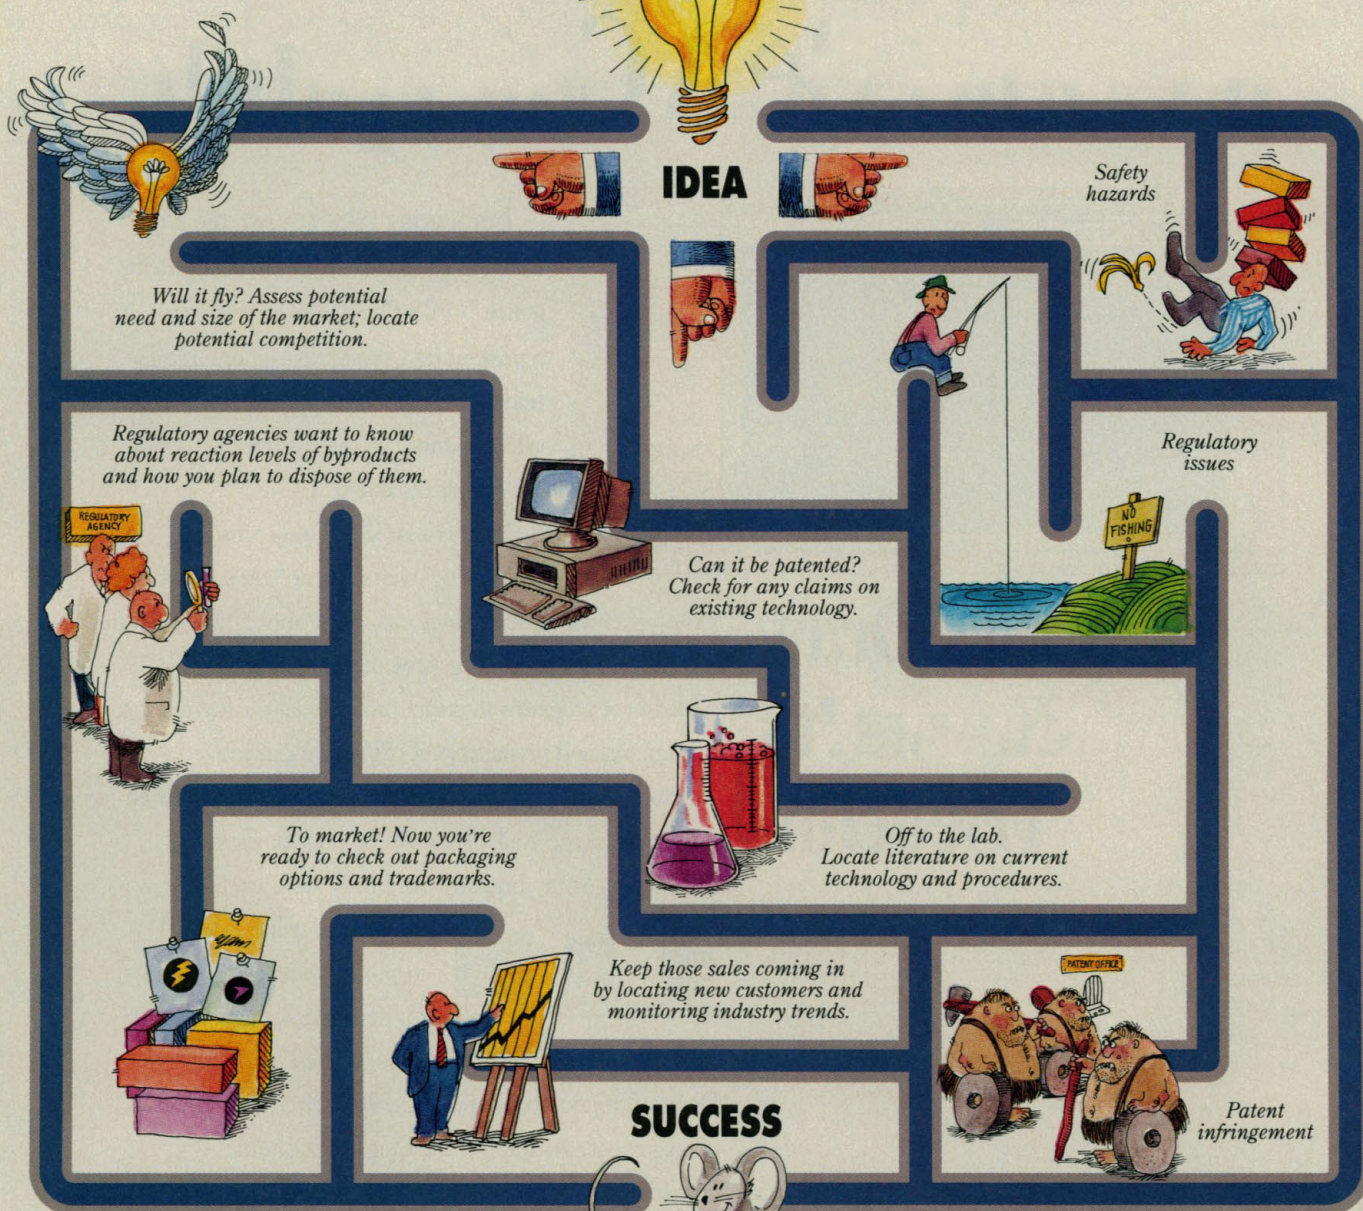 IDEA
Safety
hazards
Will it fly? Assess potential
need and size of the market; locate
potential competition.
Regulatory agencies want to know
about reaction levels of byproducts
and how you plan to dispose of them.
Regulatory
issues
REGULATORY
AGENCY
NO
FISHING
Can it be patented?
Check for any claims on
existing technology.
To market! Now you're
ready to check out packaging
options and trademarks.
Off to the lab.
Locate literature on current
technology and procedures.
Keep those sales coming in
by locating new customers and
monitoring industry trends.
PATENT OFFICE
SUCCESS
Patent
infringement